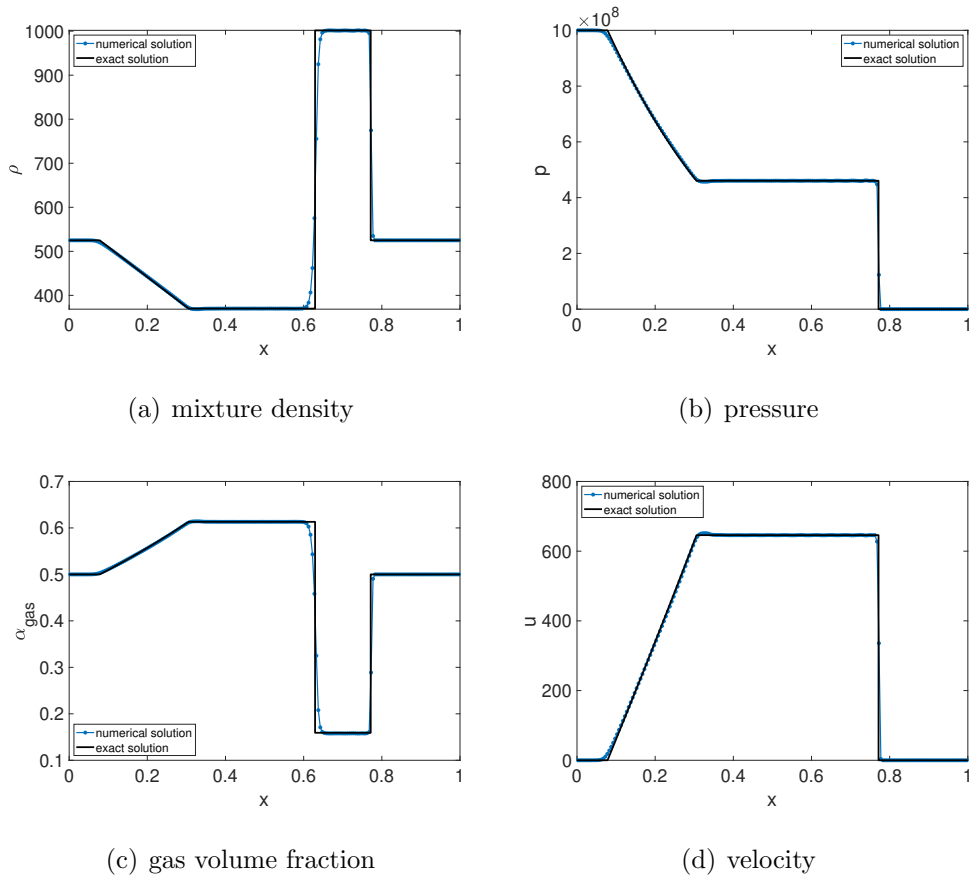 1000
900
800
700
600
500
400
ρ
numerical solution
exact solution
0 0.2 0.4 0.6 0.8 1
x
(a) mixture density
×10⁸
10
8
6
4
2
0
p
numerical solution
exact solution
0 0.2 0.4 0.6 0.8 1
x
(b) pressure
0.7
0.6
0.5
0.4
0.3
0.2
0.1
α gas
numerical solution
exact solution
0 0.2 0.4 0.6 0.8 1
x
(c) gas volume fraction
800
600
400
200
0
u
numerical solution
exact solution
0 0.2 0.4 0.6 0.8 1
x
(d) velocity